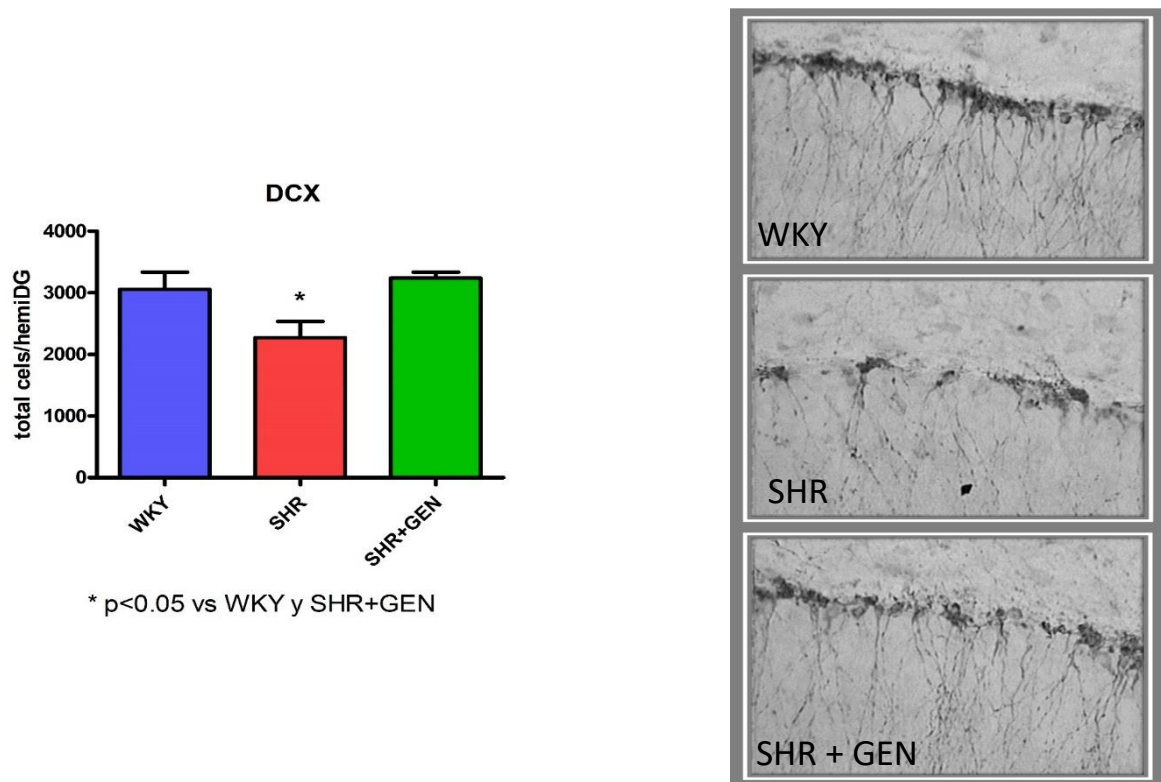 DCX
4000
3000
2000
1000
0
total cels/hemiDG
*
WKY
SHR
SHR+GEN
* p<0.05 vs WKY y SHR+GEN
WKY
SHR
SHR + GEN